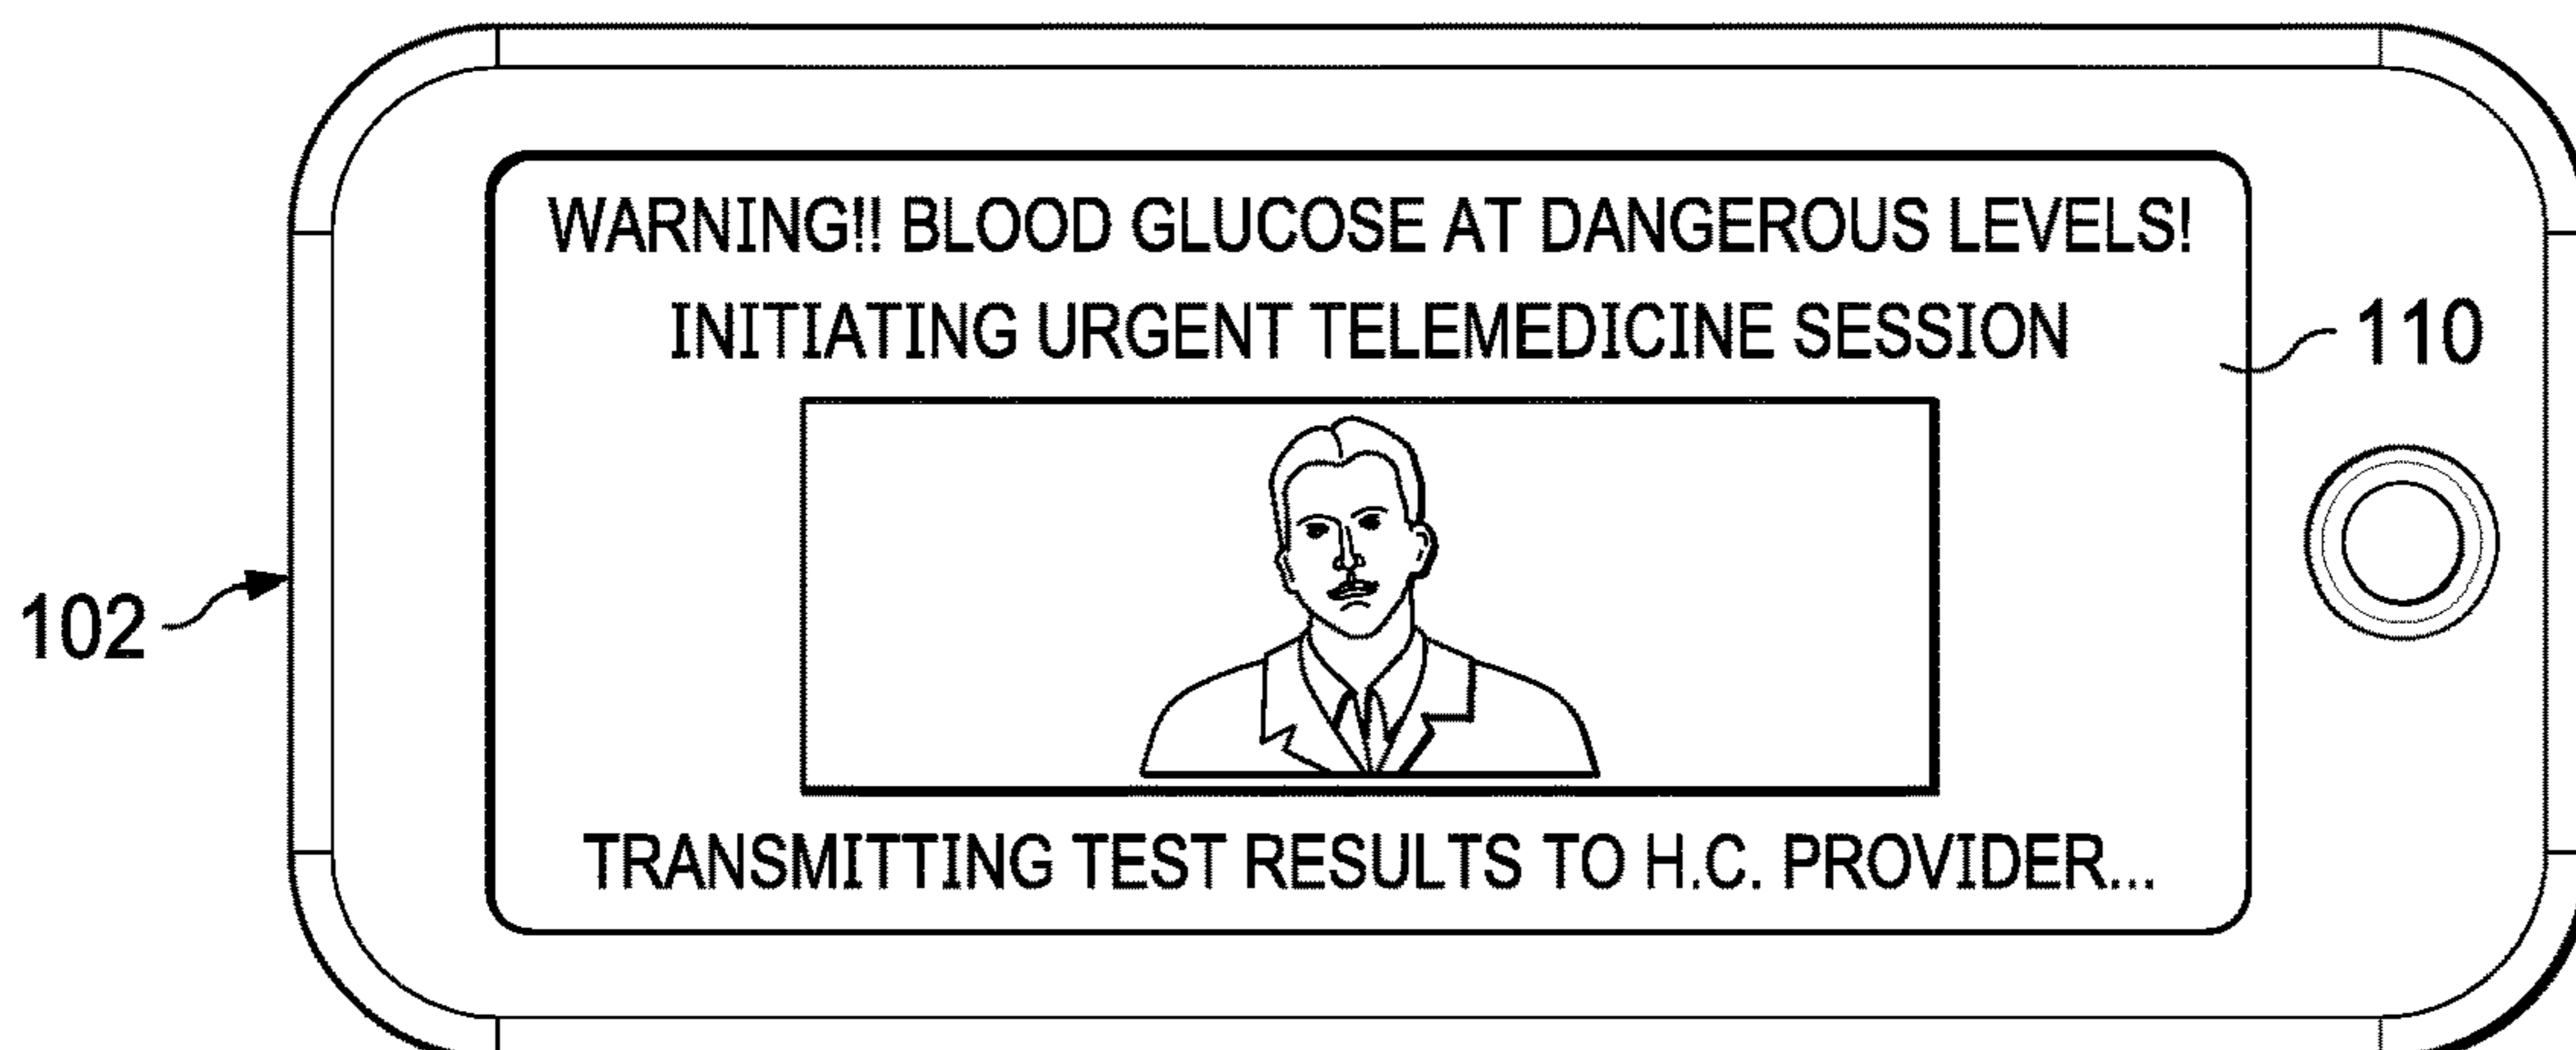 WARNING!! BLOOD GLUCOSE AT DANGEROUS LEVELS!
INITIATING URGENT TELEMEDICINE SESSION
110
102
TRANSMITTING TEST RESULTS TO H.C. PROVIDER...